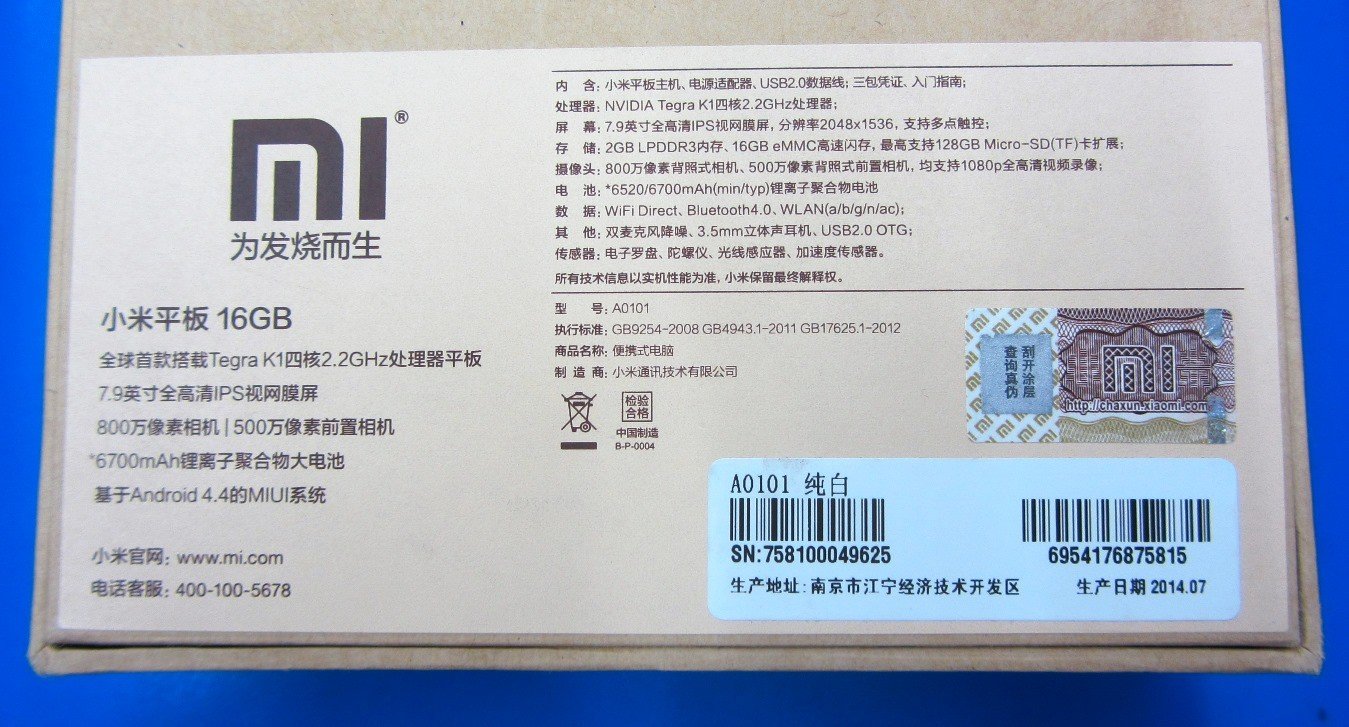 mi®
为发烧而生
小米平板 16GB
全球首款搭载Tegra K1四核2.2GHz处理器平板
7.9英寸全高清IPS视网膜屏
800万像素相机 | 500万像素前置相机
*6700mAh锂离子聚合物大电池
基于Android 4.4的MIUI系统
小米官网: www.mi.com
电话客服: 400-100-5678
内 含: 小米平板主机、电源适配器、USB2.0数据线; 三包凭证、入门指南;
处理器: NVIDIA Tegra K1四核2.2GHz处理器;
屏 幕: 7.9英寸全高清IPS视网膜屏, 分辨率2048x1536, 支持多点触控;
存 储: 2GB LPDDR3内存、16GB eMMC高速闪存, 最高支持128GB Micro-SD(TF)卡扩展;
摄像头: 800万像素背照式相机、500万像素背照式前置相机, 均支持1080p全高清视频录像;
电 池: *6520/6700mAh(min/typ)锂离子聚合物电池
数 据: WiFi Direct、Bluetooth4.0、WLAN(a/b/g/n/ac);
其 他: 双麦克风降噪、3.5mm立体声耳机、USB2.0 OTG;
传感器: 电子罗盘、陀螺仪、光线感应器、加速度传感器。
所有技术信息以实机性能为准, 小米保留最终解释权。
型 号: A0101
执行标准: GB9254-2008 GB4943.1-2011 GB17625.1-2012
商品名称: 便携式电脑
制 造 商: 小米通讯技术有限公司
检验
合格
中国制造
B-P-0004
刮开涂层
查询真伪
mi
http://chaxun.xiaomi.com
A0101 纯白
SN:758100049625
6954176875815
生产地址: 南京市江宁经济技术开发区
生产日期 2014.07